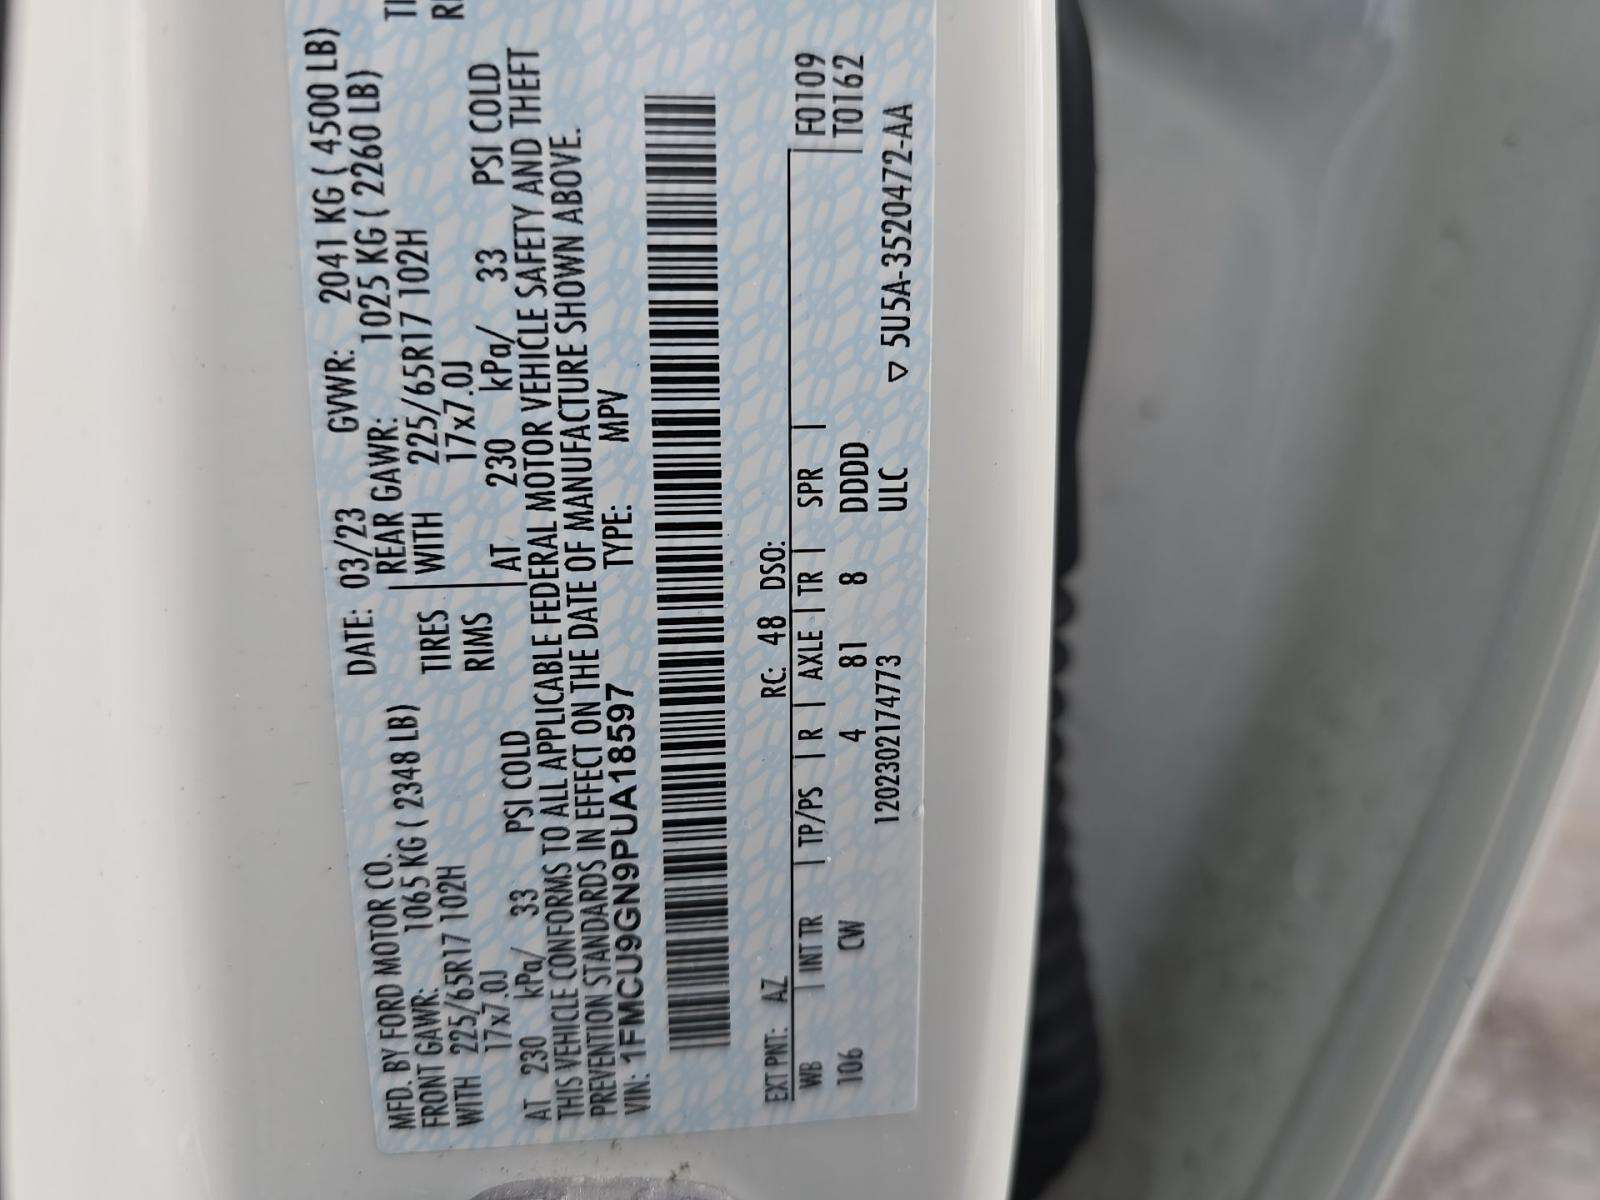 MFD. BY FORD MOTOR CO. DATE: 03/23 GVWR: 2041 KG ( 4500 LB)
FRONT GAWR: 1065 KG ( 2348 LB) REAR GAWR: 1025 KG ( 2260 LB)
WITH 225/65R17 102H TIRES WITH 225/65R17 102H TI
17x7.0J RIMS 17x7.0J R
AT 230 kPa/ 33 PSI COLD AT 230 kPa/ 33 PSI COLD
THIS VEHICLE CONFORMS TO ALL APPLICABLE FEDERAL MOTOR VEHICLE SAFETY AND THEFT
PREVENTION STANDARDS IN EFFECT ON THE DATE OF MANUFACTURE SHOWN ABOVE.
VIN: 1FMCU9GN9PUA18597 TYPE: MPV
EXT PNT: AZ RC: 48 DSO:
WB | INT TR | TP/PS | R | AXLE | TR | SPR | F0109
106 CW 4 81 8 DDDD T0162
1202302174773 ULC ▽ 5U5A-3520472-AA